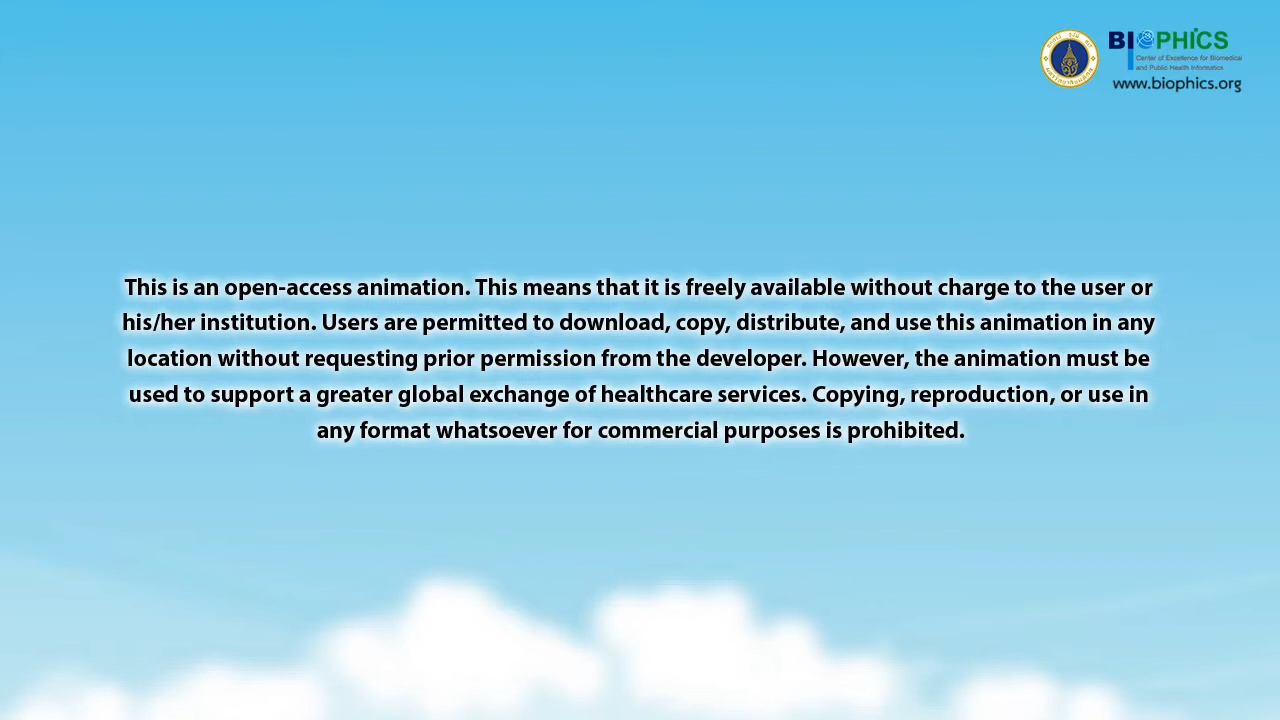 BIOPHICS
Center of Excellence for Biomedical
and Public Health Informatics
www.biophics.org
This is an open-access animation. This means that it is freely available without charge to the user or
his/her institution. Users are permitted to download, copy, distribute, and use this animation in any
location without requesting prior permission from the developer. However, the animation must be
used to support a greater global exchange of healthcare services. Copying, reproduction, or use in
any format whatsoever for commercial purposes is prohibited.